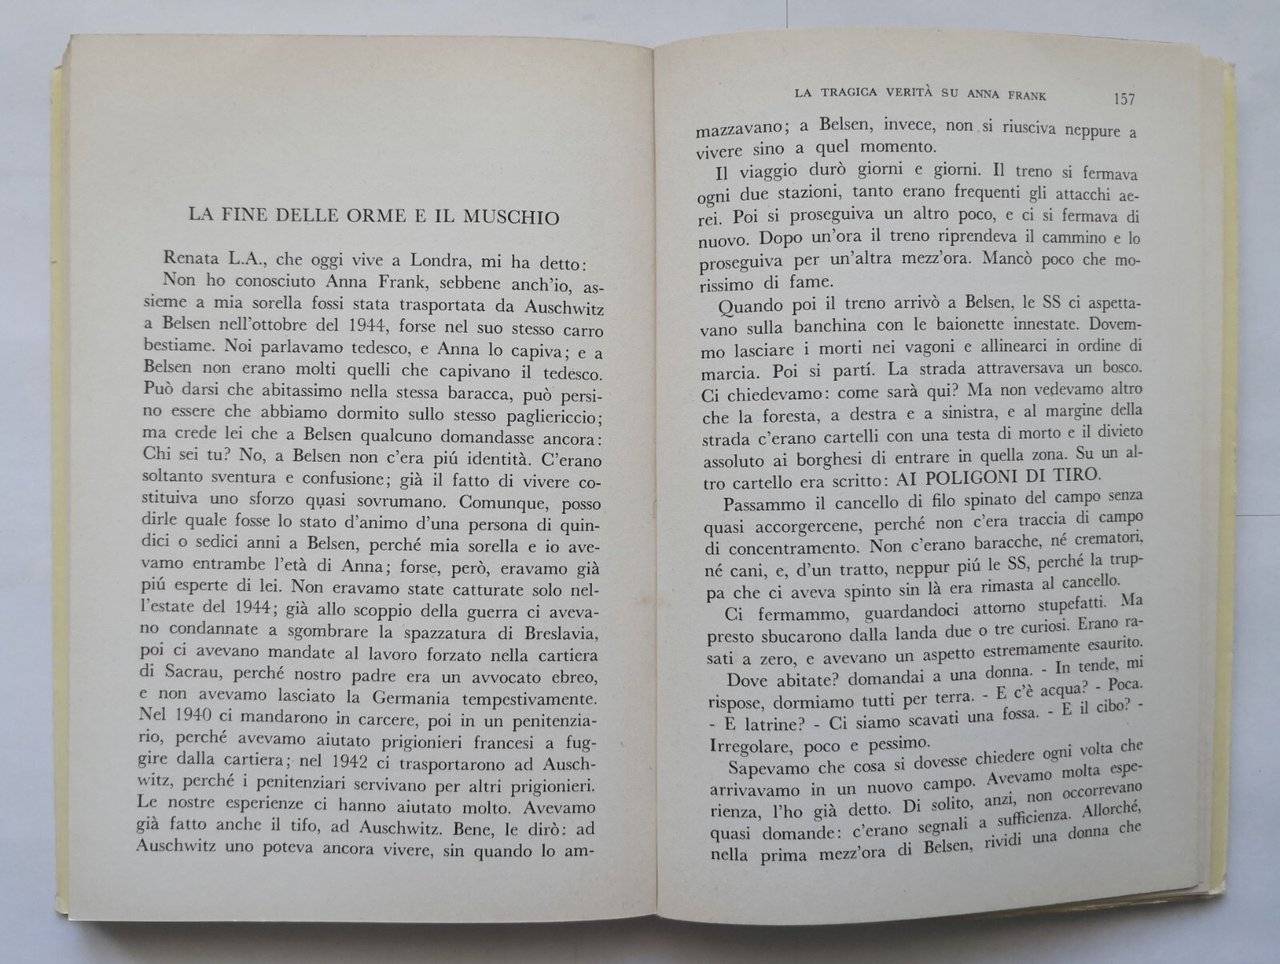 LA FINE DELLE ORME E IL MUSCHIO
Renata L.A., che oggi vive a Londra, mi ha detto:
Non ho conosciuto Anna Frank, sebbene anch'io, as-
sieme a mia sorella fossi stata trasportata da Auschwitz
a Belsen nell'ottobre del 1944, forse nel suo stesso carro
bestiame. Noi parlavamo tedesco, e Anna lo capiva; e a
Belsen non erano molti quelli che capivano il tedesco.
Può darsi che abitassimo nella stessa baracca, può persi-
no essere che abbiamo dormito sullo stesso pagliericcio;
ma crede lei che a Belsen qualcuno domandasse ancora:
Chi sei tu? No, a Belsen non c'era piú identità. C'erano
soltanto sventura e confusione; già il fatto di vivere co-
stituiva uno sforzo quasi sovrumano. Comunque, posso
dirle quale fosse lo stato d'animo d'una persona di quin-
dici o sedici anni a Belsen, perché mia sorella e io ave-
vamo entrambe l'età di Anna; forse, però, eravamo già
piú esperte di lei. Non eravamo state catturate solo nel-
l'estate del 1944; già allo scoppio della guerra ci aveva-
no condannate a sgombrare la spazzatura di Breslavia,
poi ci avevano mandate al lavoro forzato nella cartiera
di Sacrau, perché nostro padre era un avvocato ebreo,
e non avevamo lasciato la Germania tempestivamente.
Nel 1940 ci mandarono in carcere, poi in un penitenzia-
rio, perché avevamo aiutato prigionieri francesi a fug-
gire dalla cartiera; nel 1942 ci trasportarono ad Ausch-
witz, perché i penitenziari servivano per altri prigionieri.
Le nostre esperienze ci hanno aiutato molto. Avevamo
già fatto anche il tifo, ad Auschwitz. Bene, le dirò: ad
Auschwitz uno poteva ancora vivere, sin quando lo am-
LA TRAGICA VERITÀ SU ANNA FRANK 157
mazzavano; a Belsen, invece, non si riusciva neppure a
vivere sino a quel momento.
Il viaggio durò giorni e giorni. Il treno si fermava
ogni due stazioni, tanto erano frequenti gli attacchi ae-
rei. Poi si proseguiva un altro poco, e ci si fermava di
nuovo. Dopo un'ora il treno riprendeva il cammino e lo
proseguiva per un'altra mezz'ora. Mancò poco che mo-
rissimo di fame.
Quando poi il treno arrivò a Belsen, le SS ci aspetta-
vano sulla banchina con le baionette innestate. Dovem-
mo lasciare i morti nei vagoni e allinearci in ordine di
marcia. Poi si partí. La strada attraversava un bosco.
Ci chiedevamo: come sarà qui? Ma non vedevamo altro
che la foresta, a destra e a sinistra, e al margine della
strada c'erano cartelli con una testa di morto e il divieto
assoluto ai borghesi di entrare in quella zona. Su un al-
tro cartello era scritto: AI POLIGONI DI TIRO.
Passammo il cancello di filo spinato del campo senza
quasi accorgercene, perché non c'era traccia di campo
di concentramento. Non c'erano baracche, né crematori,
né cani, e, d'un tratto, neppur piú le SS, perché la trup-
pa che ci aveva spinto sin là era rimasta al cancello.
Ci fermammo, guardandoci attorno stupefatti. Ma
presto sbucarono dalla landa due o tre curiosi. Erano ra-
sati a zero, e avevano un aspetto estremamente esaurito.
Dove abitate? domandai a una donna. - In tende, mi
rispose, dormiamo tutti per terra. - E c'è acqua? - Poca.
- E latrine? - Ci siamo scavati una fossa. - E il cibo? -
Irregolare, poco e pessimo.
Sapevamo che cosa si dovesse chiedere ogni volta che
arrivavamo in un nuovo campo. Avevamo molta espe-
rienza, l'ho già detto. Di solito, anzi, non occorrevano
quasi domande: c'erano segnali a sufficienza. Allorché,
nella prima mezz'ora di Belsen, rividi una donna che